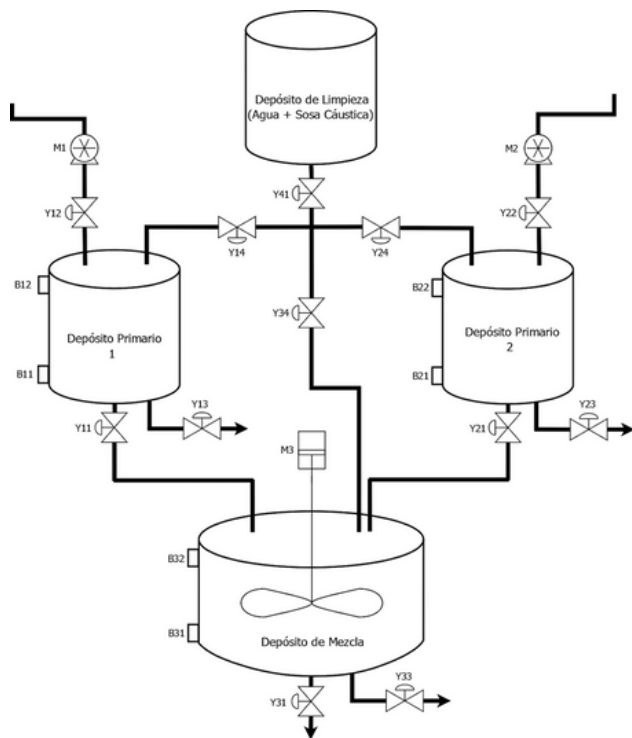 Depósito de Limpieza
(Agua + Sosa Cáustica)
M1
M2
Y41
Y12
Y22
Y14
Y24
B12
B22
Y34
Depósito Primario
1
Depósito Primario
2
B11
B21
Y13
Y23
Y11
Y21
M3
B32
B31
Depósito de Mezcla
Y33
Y31